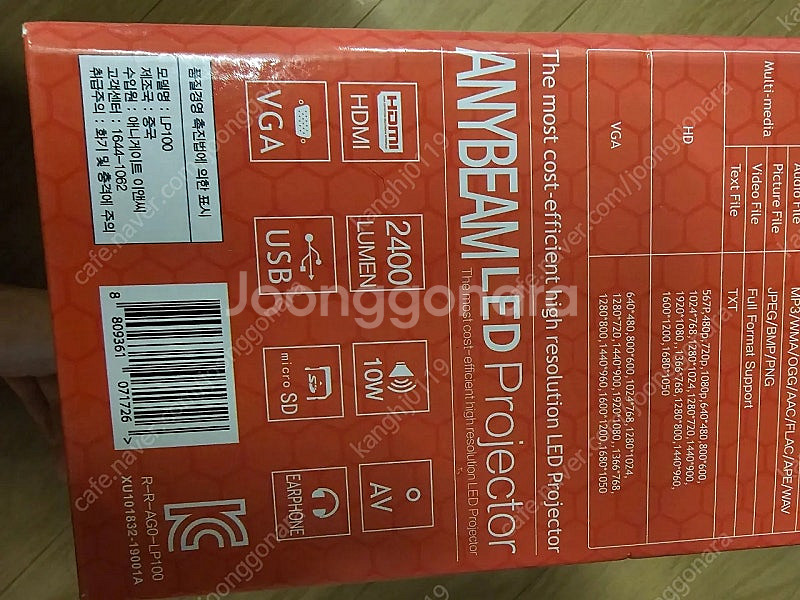 Audio File
MP3/WMA/OGG/AAC/FLAC/APE/WAV
Multi-media
Picture File
JPEG/BMP/PNG
Video File
Full Format Support
Text File
TXT
HD
567P,480p,720p,1080p,640*480,800*600,
1024*768,1280*1024,1280*720,1440*900,
1920*1080, 1366*768,1280*800,1440*960,
1600*1200,1680*1050
VGA
640*480,800*600,1024*768,1280*1024,
1280*720,1440*900,1920*1080, 1366*768,
1280*800,1440*960,1600*1200,1680*1050
The most cost-efficient high resolution LED Projector
ANYBEAM LED Projector
The most cost-efficient high resolution LED Projector
HDMI
HDMI
2400
LUMEN
10W
AV
VGA
USB
micro SD
EARPHONE
품질경영 촉진법에 의한 표시
모델명 : LP100
제조국 : 중국
수입원 : 애니게이트 이앤씨
고객센터 : 1644-1062
취급주의 : 화기 및 충격에 주의
8 809361 071726 >
R-R-AG0-LP100
XU101832-19001A
Joonggonara
cafe.naver.com/joonggonara
kanghj0119